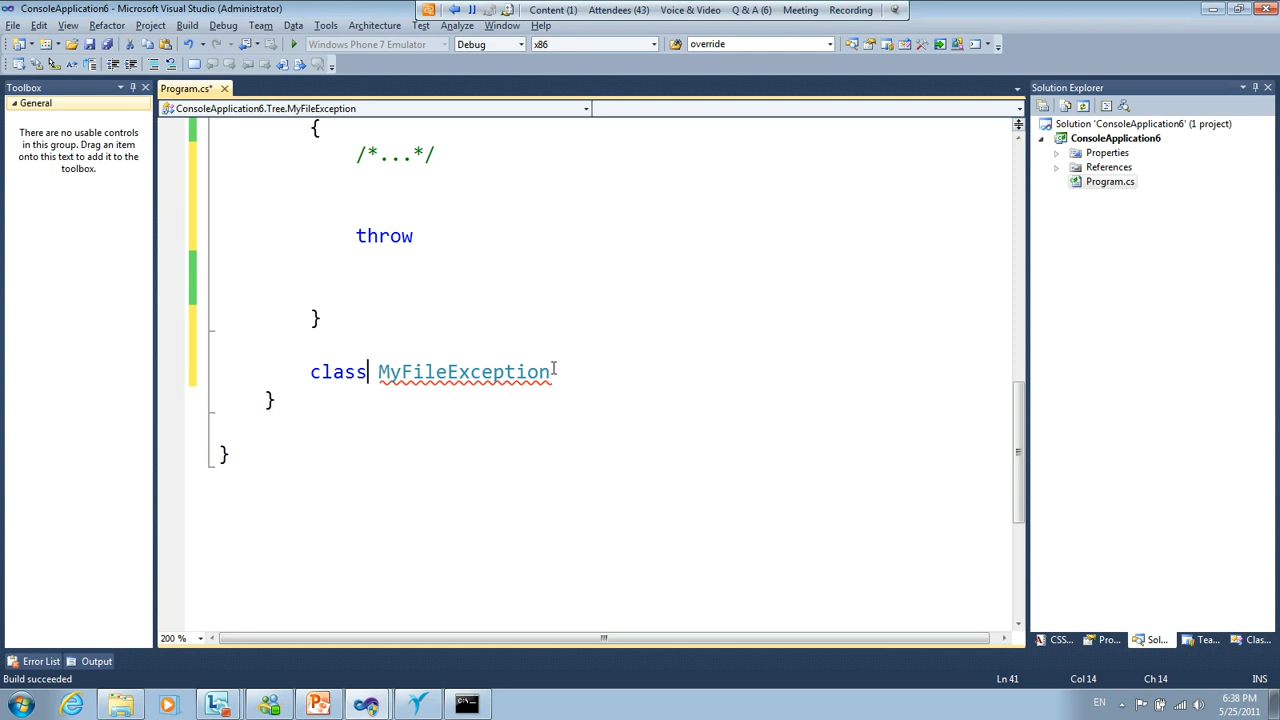 ConsoleApplication6 - Microsoft Visual Studio (Administrator)
Content (1) Attendees (43) Voice & Video Q & A (6) Meeting Recording
File Edit View Refactor Project Build Debug Team Data Tools Architecture Test Analyze Window Help
Windows Phone 7 Emulator Debug x86 override
Toolbox
General
There are no usable controls
in this group. Drag an item
onto this text to add it to the
toolbox.
Program.cs*
ConsoleApplication6.Tree.MyFileException
{
/*...*/
throw
}
class MyFileException
}
}
200 %
Solution Explorer
Solution 'ConsoleApplication6' (1 project)
ConsoleApplication6
Properties
References
Program.cs
CSS... Pro... Sol... Tea... Clas...
Error List Output
Build succeeded Ln 41 Col 14 Ch 14 INS
EN 6:38 PM
5/25/2011